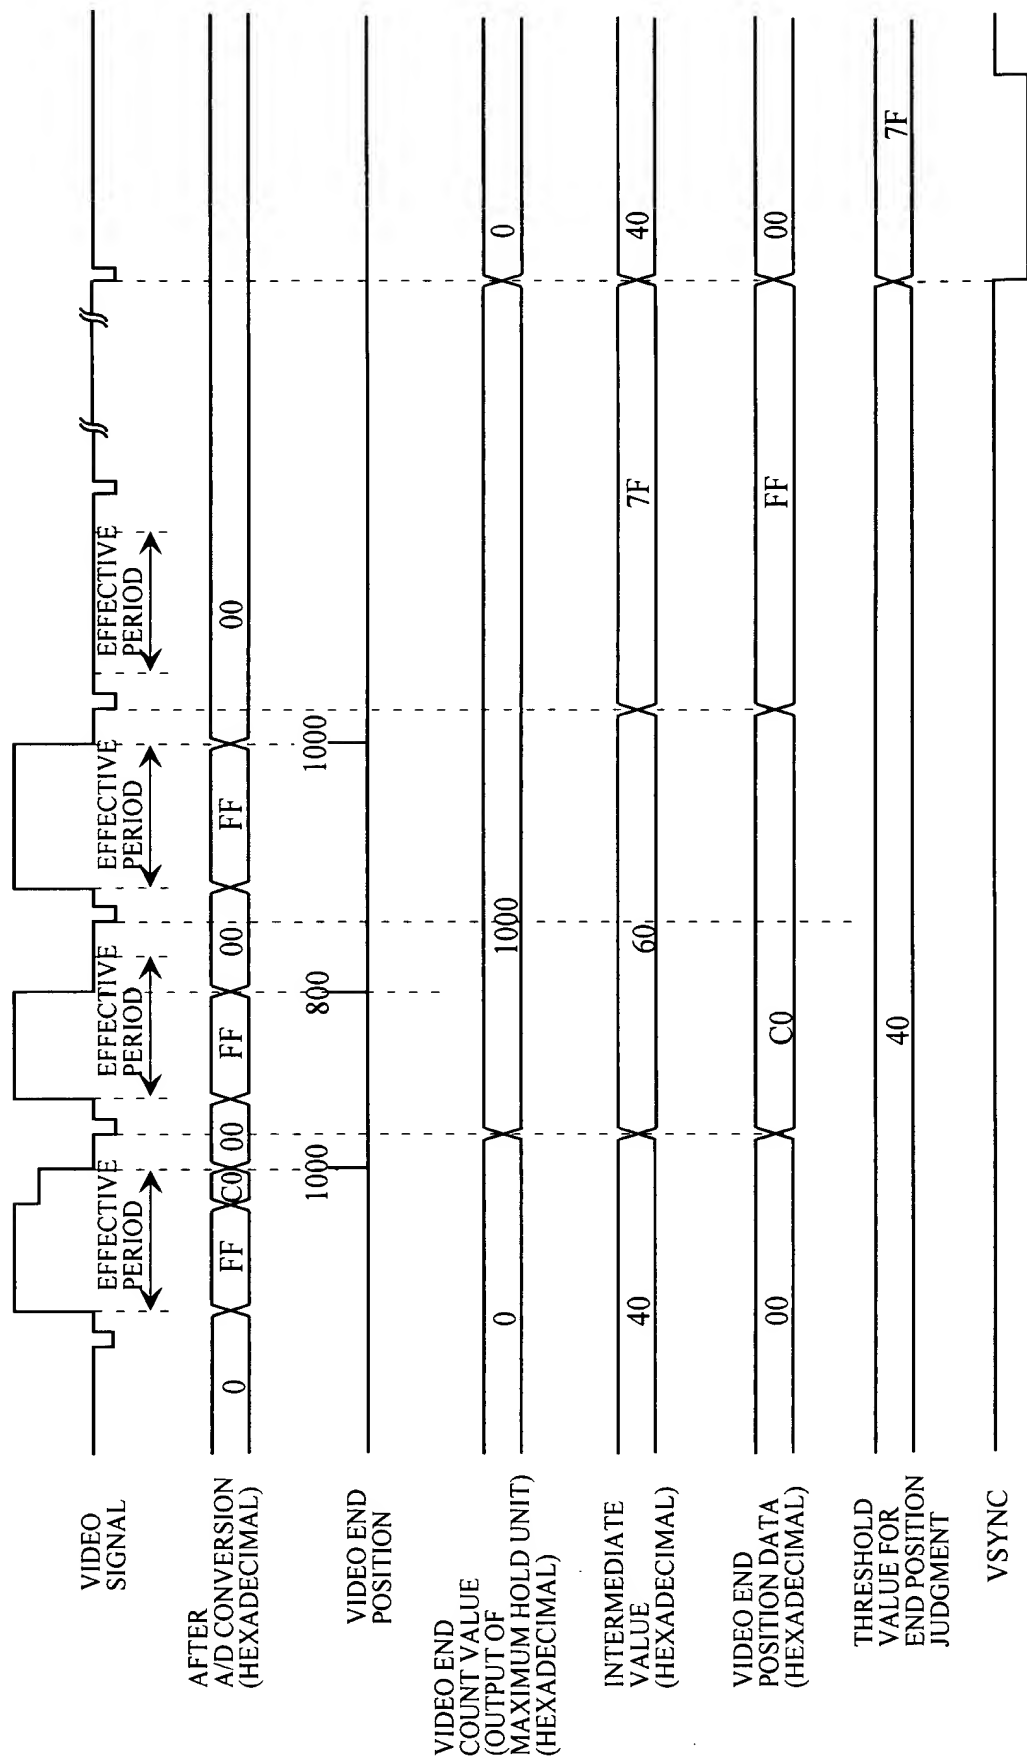 VIDEO
SIGNAL
EFFECTIVE
PERIOD
EFFECTIVE
PERIOD
EFFECTIVE
PERIOD
EFFECTIVE
PERIOD
AFTER
A/D CONVERSION
(HEXADECIMAL)
0
FF
C0
00
FF
00
FF
00
VIDEO END
POSITION
1000
800
1000
VIDEO END
COUNT VALUE
(OUTPUT OF
MAXIMUM HOLD UNIT)
(HEXADECIMAL)
0
1000
0
INTERMEDIATE
VALUE
(HEXADECIMAL)
40
60
7F
40
VIDEO END
POSITION DATA
(HEXADECIMAL)
00
C0
FF
00
THRESHOLD
VALUE FOR
END POSITION
JUDGMENT
40
7F
VSYNC